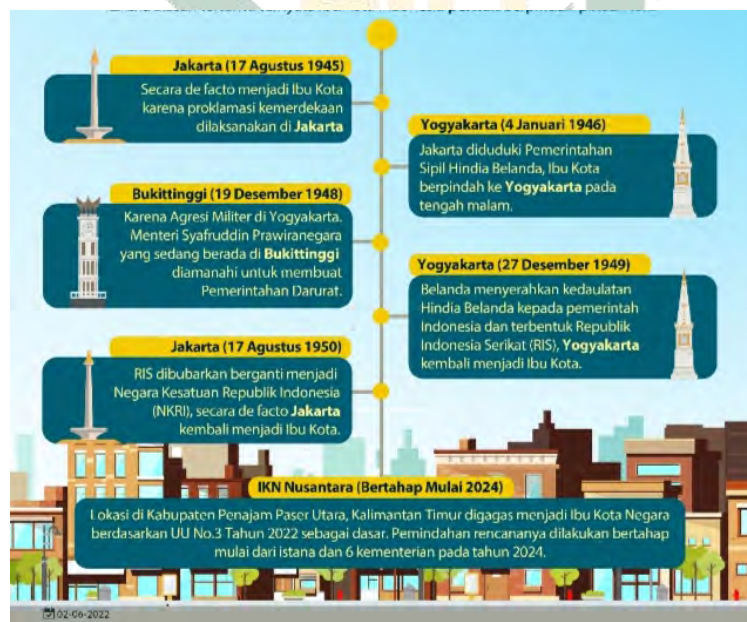 Jakarta (17 Agustus 1945)
Secara de facto menjadi Ibu Kota
karena proklamasi kemerdekaan
dilaksanakan di Jakarta
Yogyakarta (4 Januari 1946)
Jakarta diduduki Pemerintahan
Sipil Hindia Belanda, Ibu Kota
berpindah ke Yogyakarta pada
tengah malam.
Bukittinggi (19 Desember 1948)
Karena Agresi Militer di Yogyakarta.
Menteri Syafruddin Prawiranegara
yang sedang berada di Bukittinggi
diamanahi untuk membuat
Pemerintahan Darurat.
Yogyakarta (27 Desember 1949)
Belanda menyerahkan kedaulatan
Hindia Belanda kepada pemerintah
Indonesia dan terbentuk Republik
Indonesia Serikat (RIS), Yogyakarta
kembali menjadi Ibu Kota.
Jakarta (17 Agustus 1950)
RIS dibubarkan berganti menjadi
Negara Kesatuan Republik Indonesia
(NKRI), secara de facto Jakarta
kembali menjadi Ibu Kota.
IKN Nusantara (Bertahap Mulai 2024)
Lokasi di Kabupaten Penajam Paser Utara, Kalimantan Timur digagas menjadi Ibu Kota Negara
berdasarkan UU No.3 Tahun 2022 sebagai dasar. Pemindahan rencananya dilakukan bertahap
mulai dari istana dan 6 kementerian pada tahun 2024.
02-06-2022